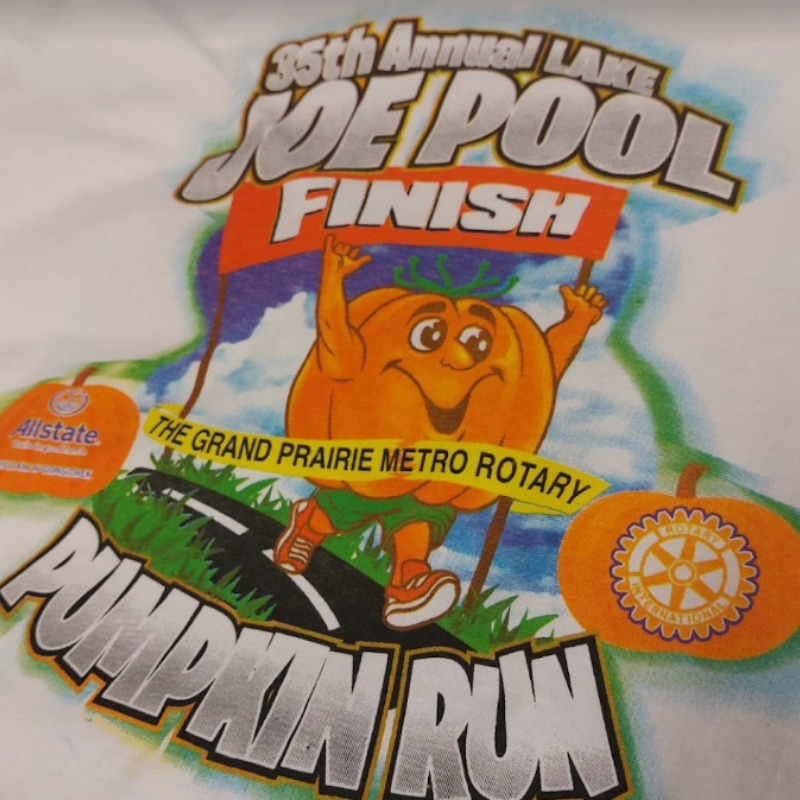 35th Annual LAKE
JOE POOL
FINISH
Allstate
THE GRAND PRAIRIE METRO ROTARY
ROTARY
INTERNATIONAL
PUMPKIN RUN